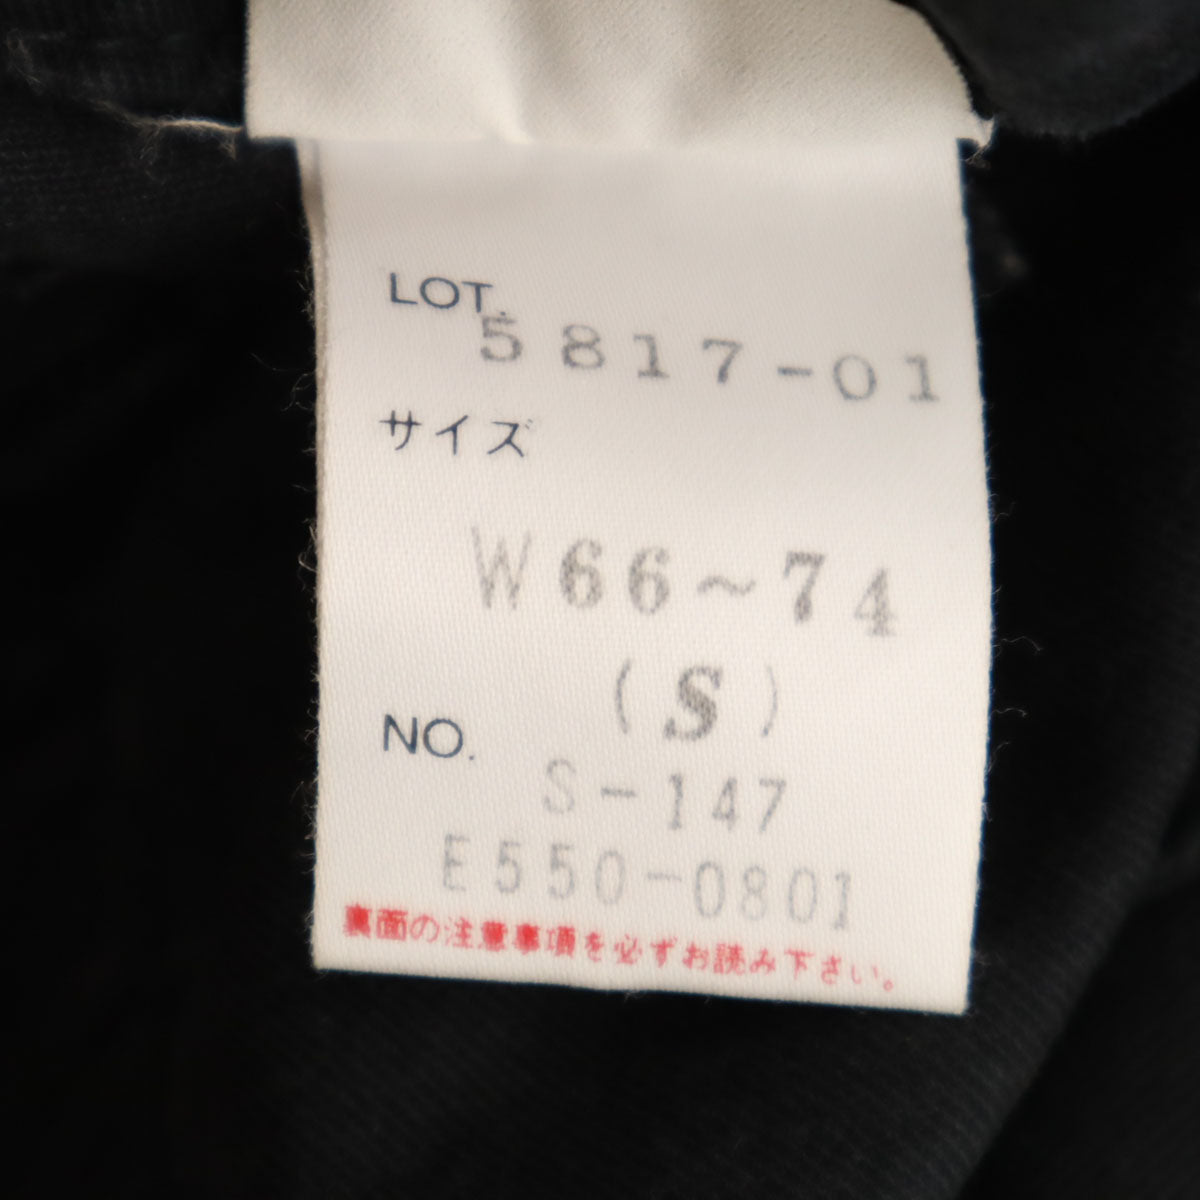 LOT.
5817-01
サイズ
W66~74
(S)
NO.
S-147
E550-0801
裏面の注意事項を必ずお読み下さい。